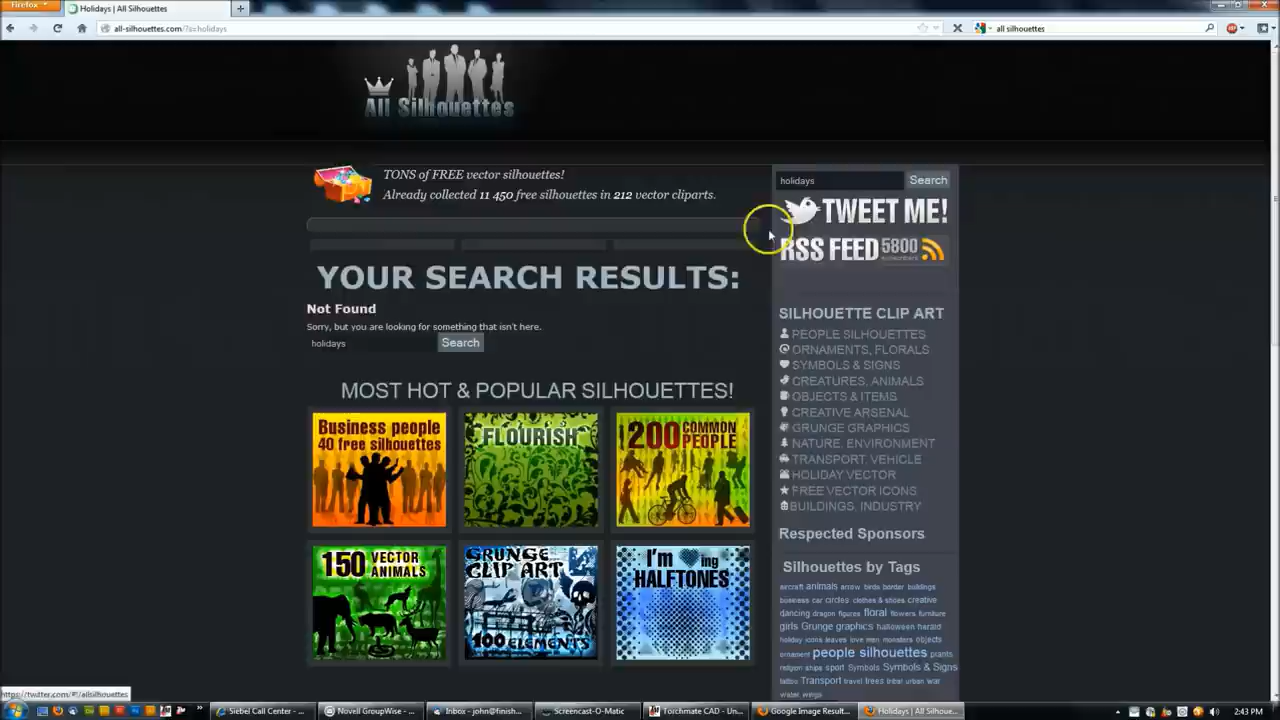 Firefox
Holidays | All Silhouettes
all-silhouettes.com/?s=holidays
all silhouettes
All Silhouettes
TONS of FREE vector silhouettes!
Already collected 11 450 free silhouettes in 212 vector cliparts.
holidays Search
TWEET ME!
RSS FEED 5800
YOUR SEARCH RESULTS:
Not Found
Sorry, but you are looking for something that isn't here.
holidays Search
MOST HOT & POPULAR SILHOUETTES!
Business people
40 free silhouettes
FLOURISH
200 COMMON
PEOPLE
150 VECTOR
ANIMALS
GRUNGE
CLIP ART
100 ELEMENTS
I'm ing
HALFTONES
SILHOUETTE CLIP ART
PEOPLE SILHOUETTES
ORNAMENTS, FLORALS
SYMBOLS & SIGNS
CREATURES, ANIMALS
OBJECTS & ITEMS
CREATIVE ARSENAL
GRUNGE GRAPHICS
NATURE, ENVIRONMENT
TRANSPORT, VEHICLE
HOLIDAY VECTOR
FREE VECTOR ICONS
BUILDINGS, INDUSTRY
Respected Sponsors
Silhouettes by Tags
aircraft animals arrow birds border buildings
business car circles clothes & shoes creative
dancing dragon figures floral flowers furniture
girls Grunge graphics halloween herald
holiday icons leaves love men monsters objects
ornament people silhouettes plants
religion ships sport Symbols Symbols & Signs
tattoo Transport travel trees tribal urban war
water wings
https://twitter.com/#!/allsilhouettes
Siebel Call Center - ...
Novell GroupWise - ...
Inbox - john@finish...
Screencast-O-Matic
Torchmate CAD - Un...
Google Image Result...
Holidays | All Silhoue...
2:43 PM